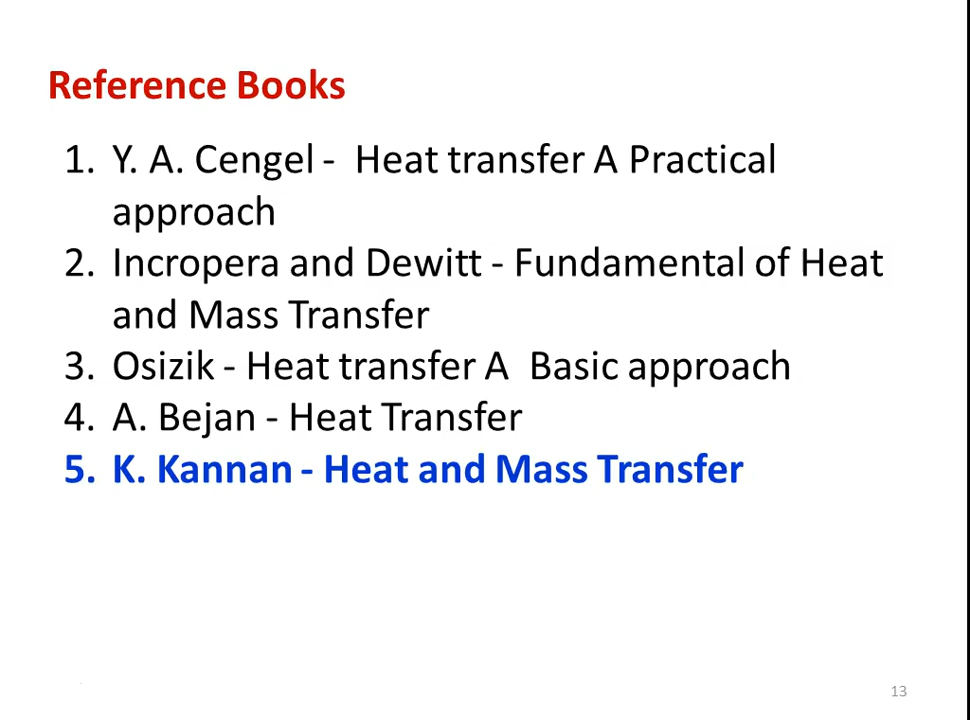 Reference Books
1. Y. A. Cengel - Heat transfer A Practical
approach
2. Incropera and Dewitt - Fundamental of Heat
and Mass Transfer
3. Osizik - Heat transfer A Basic approach
4. A. Bejan - Heat Transfer
5. K. Kannan - Heat and Mass Transfer
13